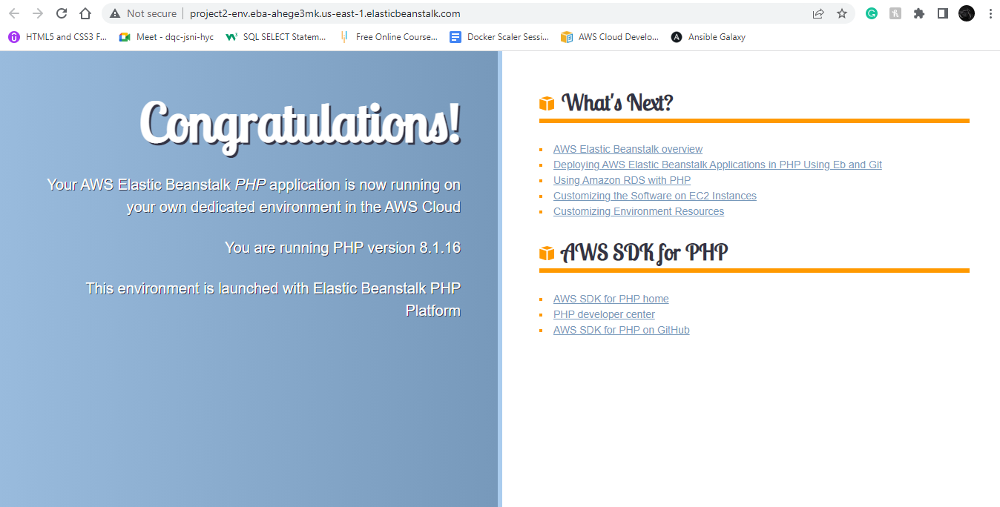 Not secure project2-env.eba-ahege3mk.us-east-1.elasticbeanstalk.com
HTML5 and CSS3 F... Meet - dqc-jsni-hyc SQL SELECT Statem... Free Online Course... Docker Scaler Sessi... AWS Cloud Develo... Ansible Galaxy
Congratulations!
Your AWS Elastic Beanstalk PHP application is now running on
your own dedicated environment in the AWS Cloud
You are running PHP version 8.1.16
This environment is launched with Elastic Beanstalk PHP
Platform
What's Next?
AWS Elastic Beanstalk overview
Deploying AWS Elastic Beanstalk Applications in PHP Using Eb and Git
Using Amazon RDS with PHP
Customizing the Software on EC2 Instances
Customizing Environment Resources
AWS SDK for PHP
AWS SDK for PHP home
PHP developer center
AWS SDK for PHP on GitHub